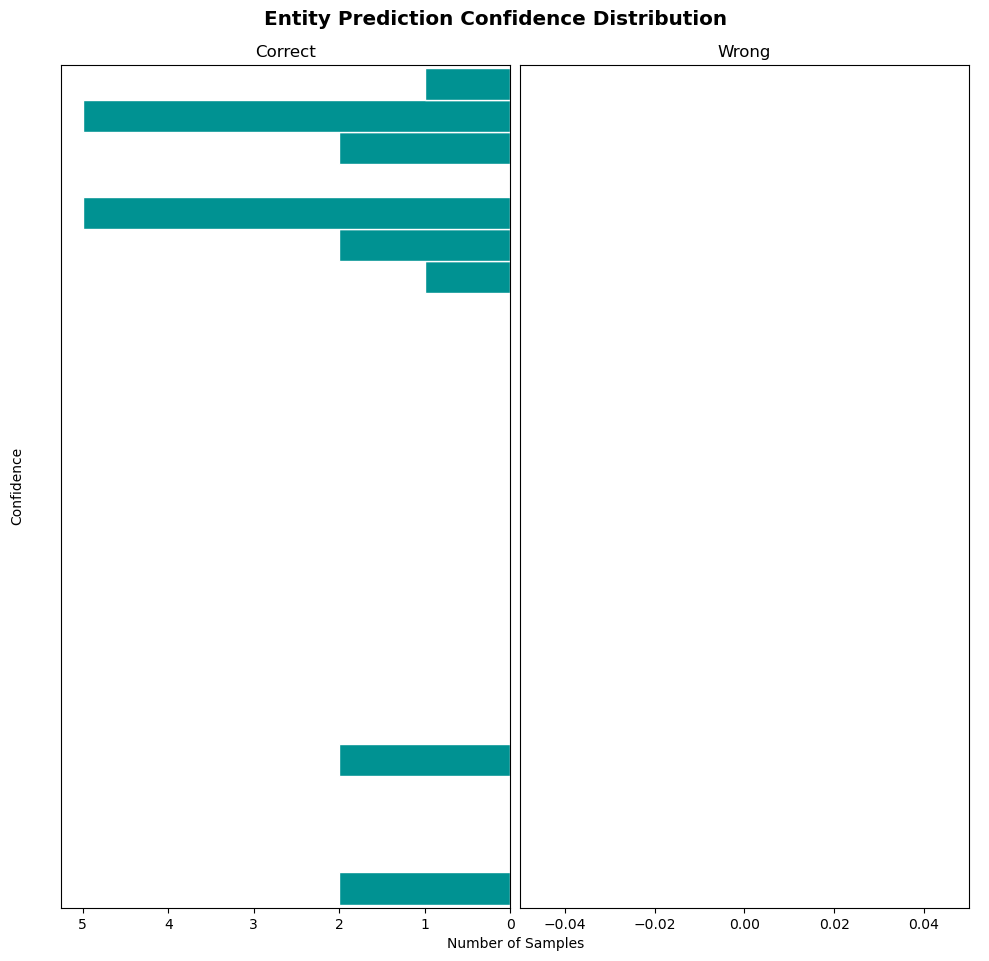 Entity Prediction Confidence Distribution
Correct
Wrong
Confidence
5 4 3 2 1 0
−0.04 −0.02 0.00 0.02 0.04
Number of Samples